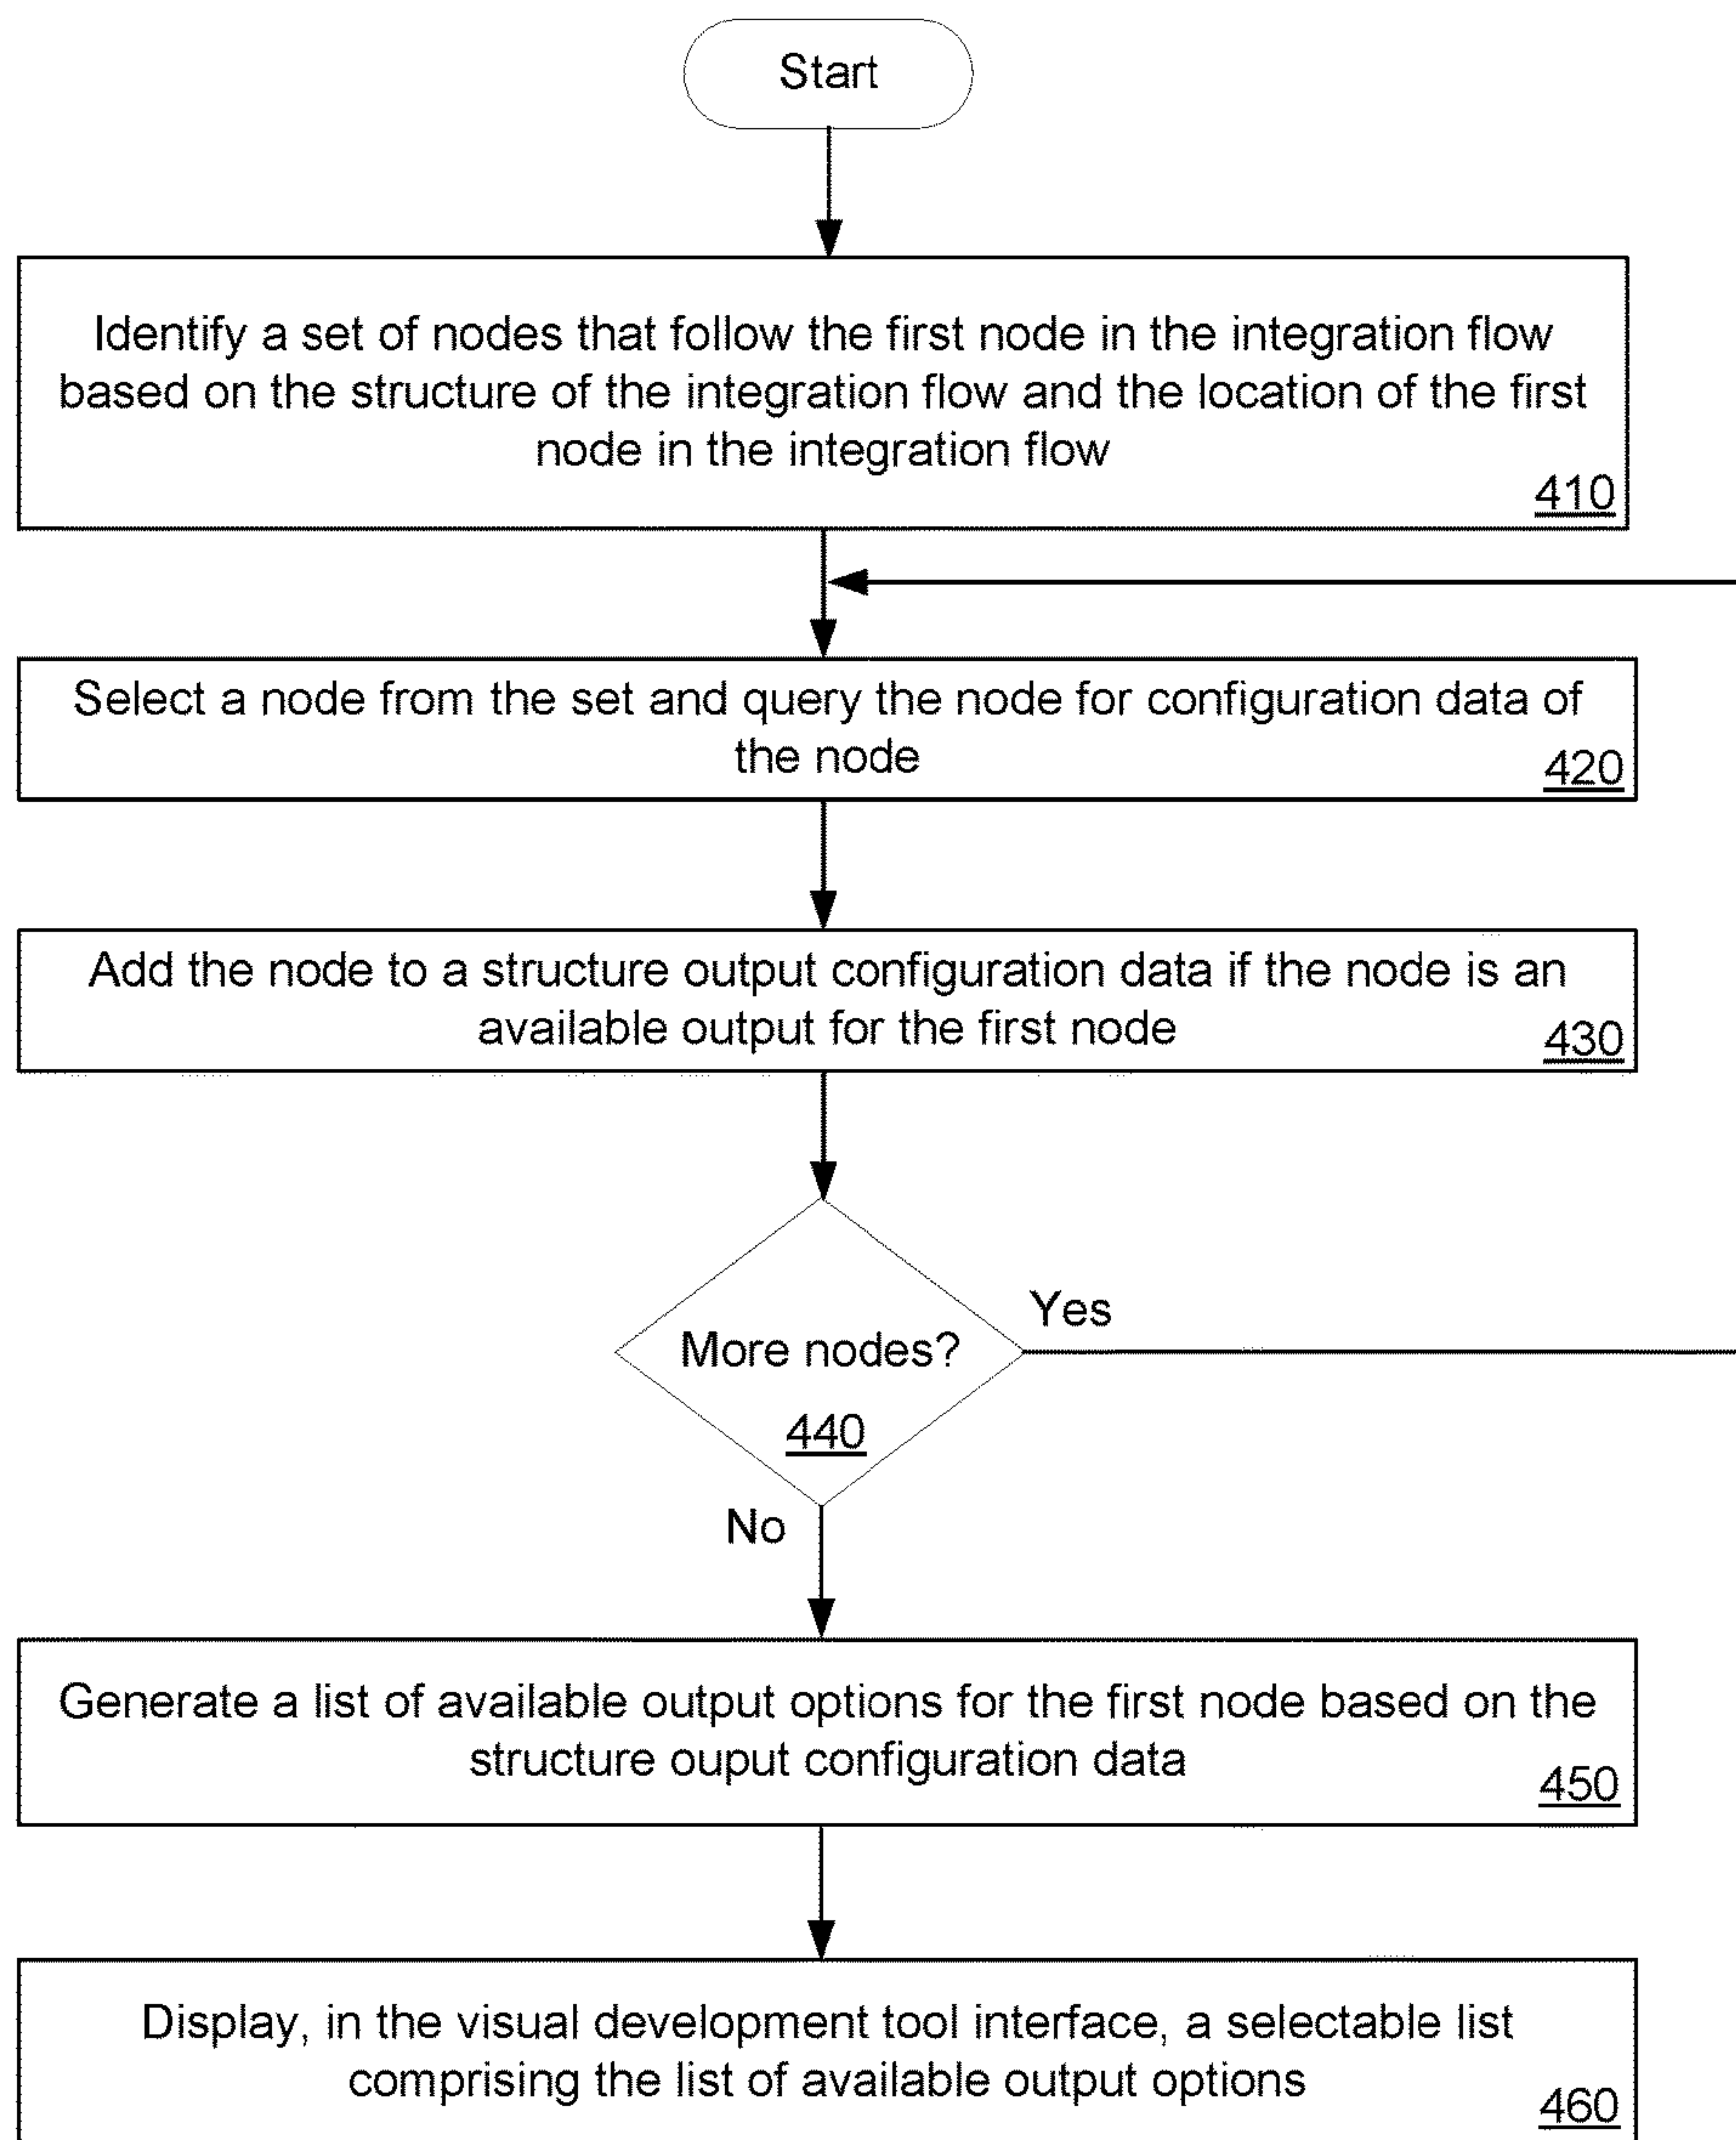 Start
Identify a set of nodes that follow the first node in the integration flow
based on the structure of the integration flow and the location of the first
node in the integration flow
410
Select a node from the set and query the node for configuration data of
the node
420
Add the node to a structure output configuration data if the node is an
available output for the first node
430
More nodes?
440
Yes
No
Generate a list of available output options for the first node based on the
structure ouput configuration data
450
Display, in the visual development tool interface, a selectable list
comprising the list of available output options
460